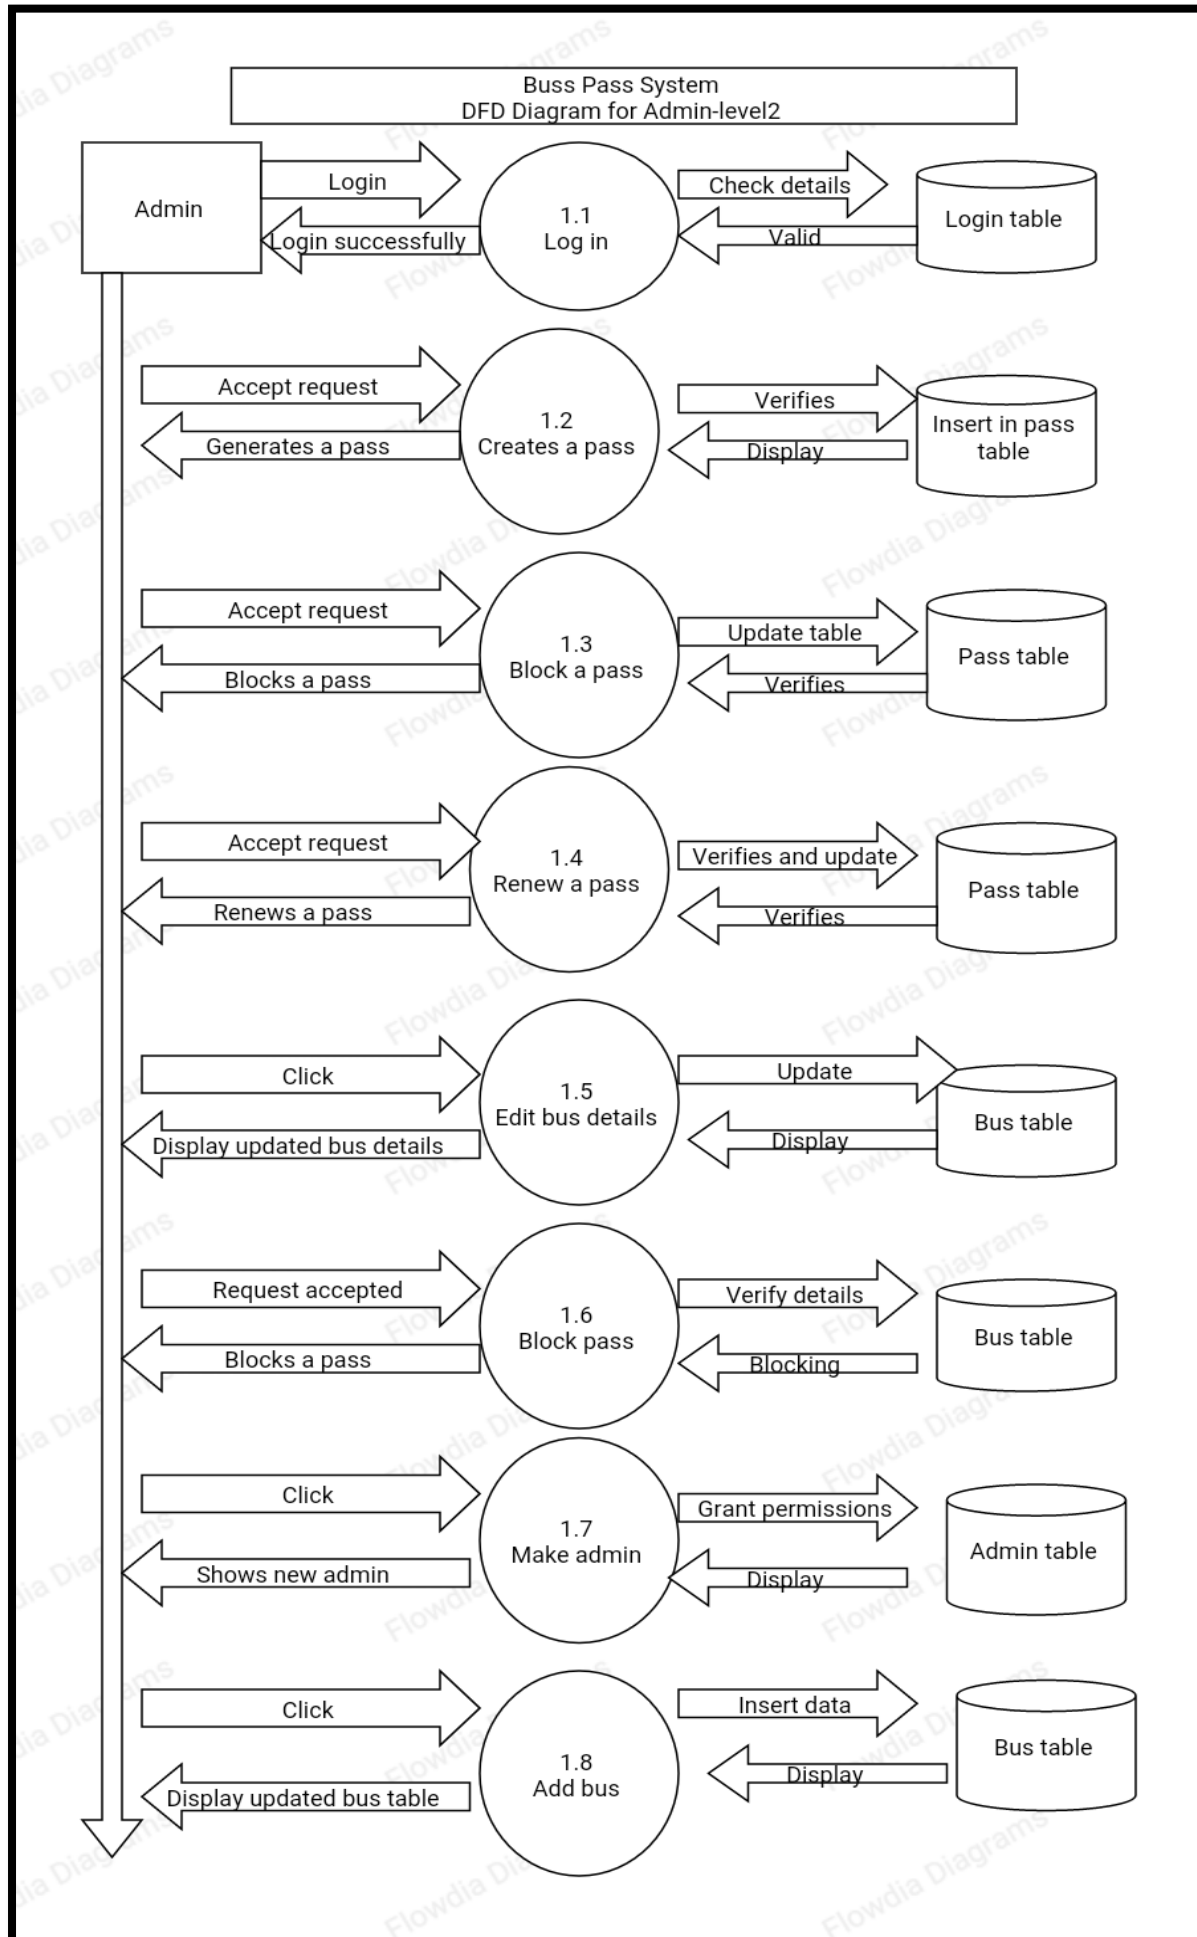 Buss Pass System
DFD Diagram for Admin-level2
Admin
Login
Login successfully
1.1
Log in
Check details
Valid
Login table
Accept request
Generates a pass
1.2
Creates a pass
Verifies
Display
Insert in pass
table
Accept request
Blocks a pass
1.3
Block a pass
Update table
Verifies
Pass table
Accept request
Renews a pass
1.4
Renew a pass
Verifies and update
Verifies
Pass table
Click
Display updated bus details
1.5
Edit bus details
Update
Display
Bus table
Request accepted
Blocks a pass
1.6
Block pass
Verify details
Blocking
Bus table
Click
Shows new admin
1.7
Make admin
Grant permissions
Display
Admin table
Click
Display updated bus table
1.8
Add bus
Insert data
Display
Bus table
Flowdia Diagrams